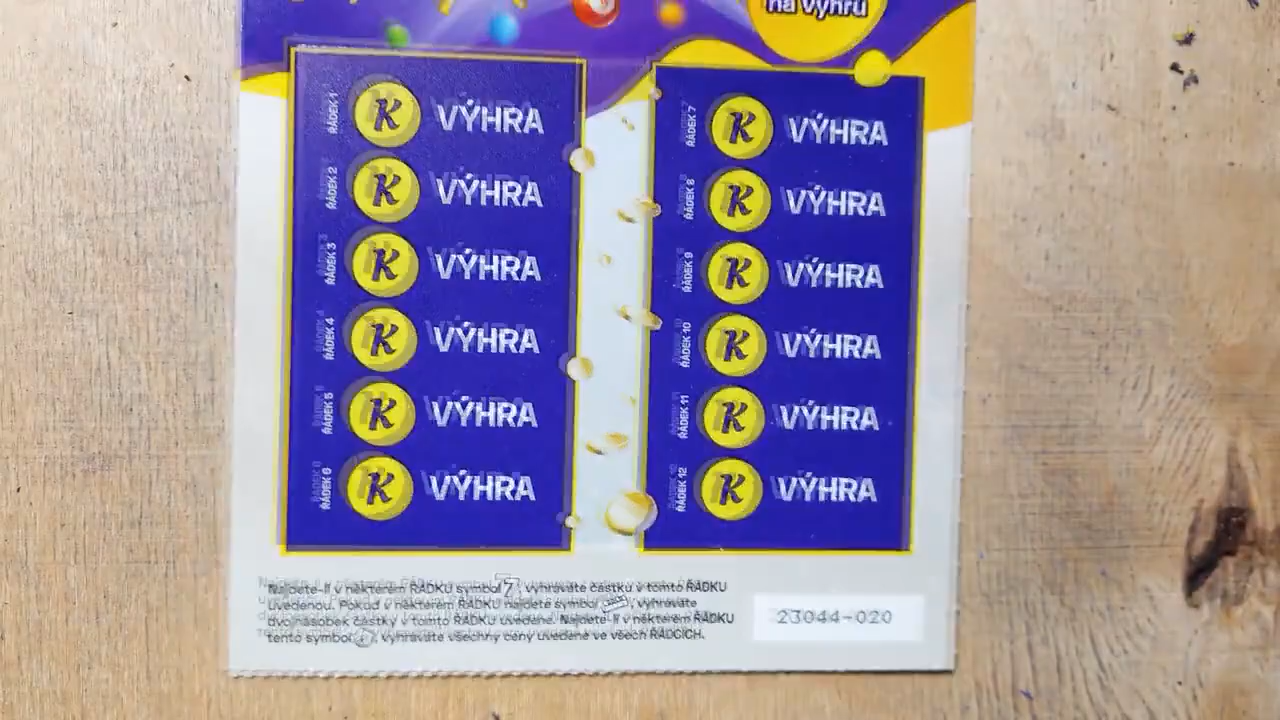 na výhru
ŘÁDEK 1 K VÝHRA
ŘÁDEK 2 K VÝHRA
ŘÁDEK 3 K VÝHRA
ŘÁDEK 4 K VÝHRA
ŘÁDEK 5 K VÝHRA
ŘÁDEK 6 K VÝHRA
ŘÁDEK 7 K VÝHRA
ŘÁDEK 8 K VÝHRA
ŘÁDEK 9 K VÝHRA
ŘÁDEK 10 K VÝHRA
ŘÁDEK 11 K VÝHRA
ŘÁDEK 12 K VÝHRA
Najdete-li v některém ŘÁDKU symbol 7, vyhráváte částku v tomto ŘÁDKU
uvedenou. Pokud v některém ŘÁDKU najdete symbol , vyhráváte
dvojnásobek částky v tomto ŘÁDKU uvedené. Najdete-li v některém ŘÁDKU
tento symbol , vyhráváte všechny ceny uvedené ve všech ŘÁDCÍCH.
23044-020